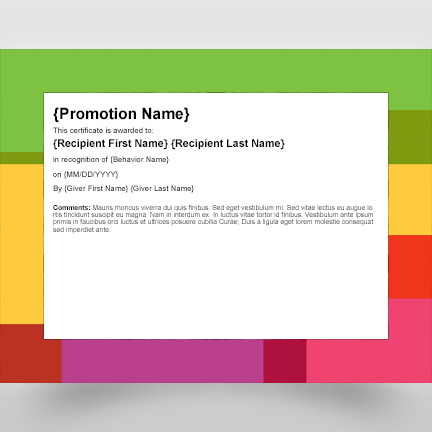 {Promotion Name}
This certificate is awarded to:
{Recipient First Name} {Recipient Last Name}
in recognition of {Behavior Name}
on {MM/DD/YYYY}
By {Giver First Name} {Giver Last Name}
Comments: Mauris rhoncus viverra dui quis finibus. Sed eget vestibulum mi. Sed vitae lectus eu augue lo
rtis tincidunt suscipit eu magna. Nam in interdum ex. In luctus vitae tortor id finibus. Vestibulum ante ipsum
primis in faucibus orci luctus et ultrices posuere cubilia Curae; Duis a ligula eget lorem molestie consequat
sed imperdiet ante.